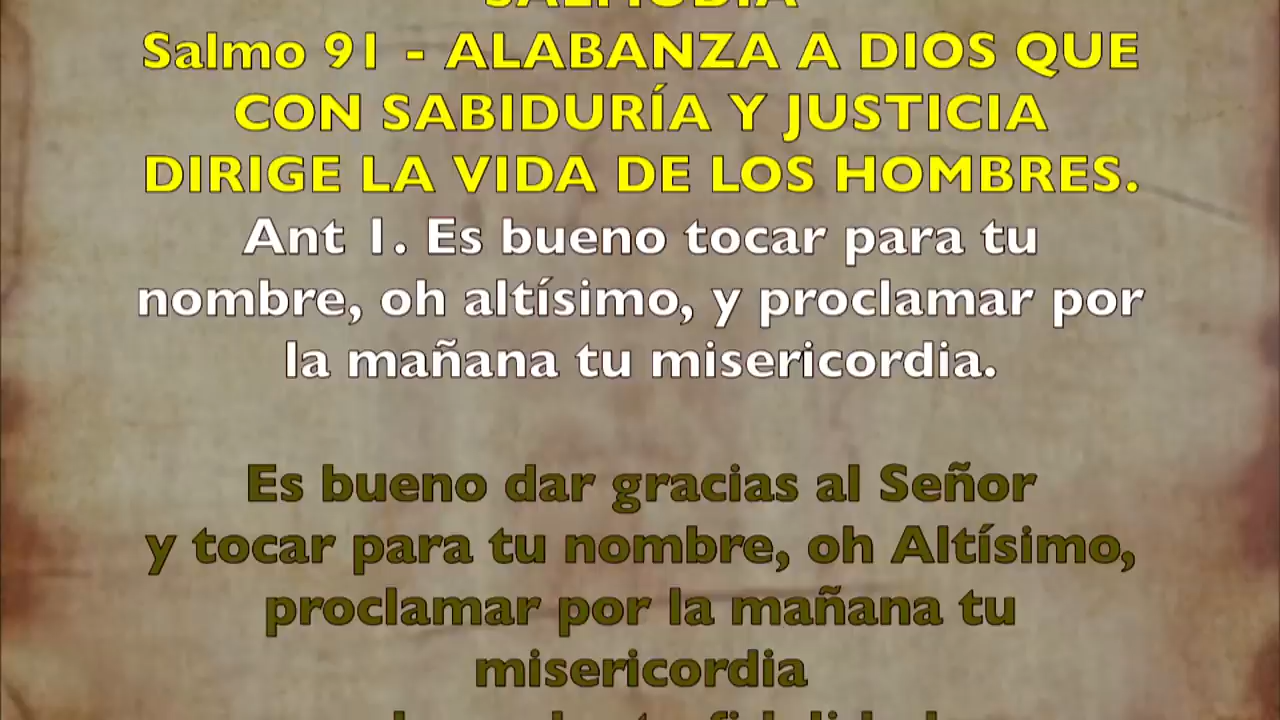 SALMODIA
Salmo 91 - ALABANZA A DIOS QUE
CON SABIDURÍA Y JUSTICIA
DIRIGE LA VIDA DE LOS HOMBRES.
Ant 1. Es bueno tocar para tu
nombre, oh altísimo, y proclamar por
la mañana tu misericordia.
Es bueno dar gracias al Señor
y tocar para tu nombre, oh Altísimo,
proclamar por la mañana tu
misericordia